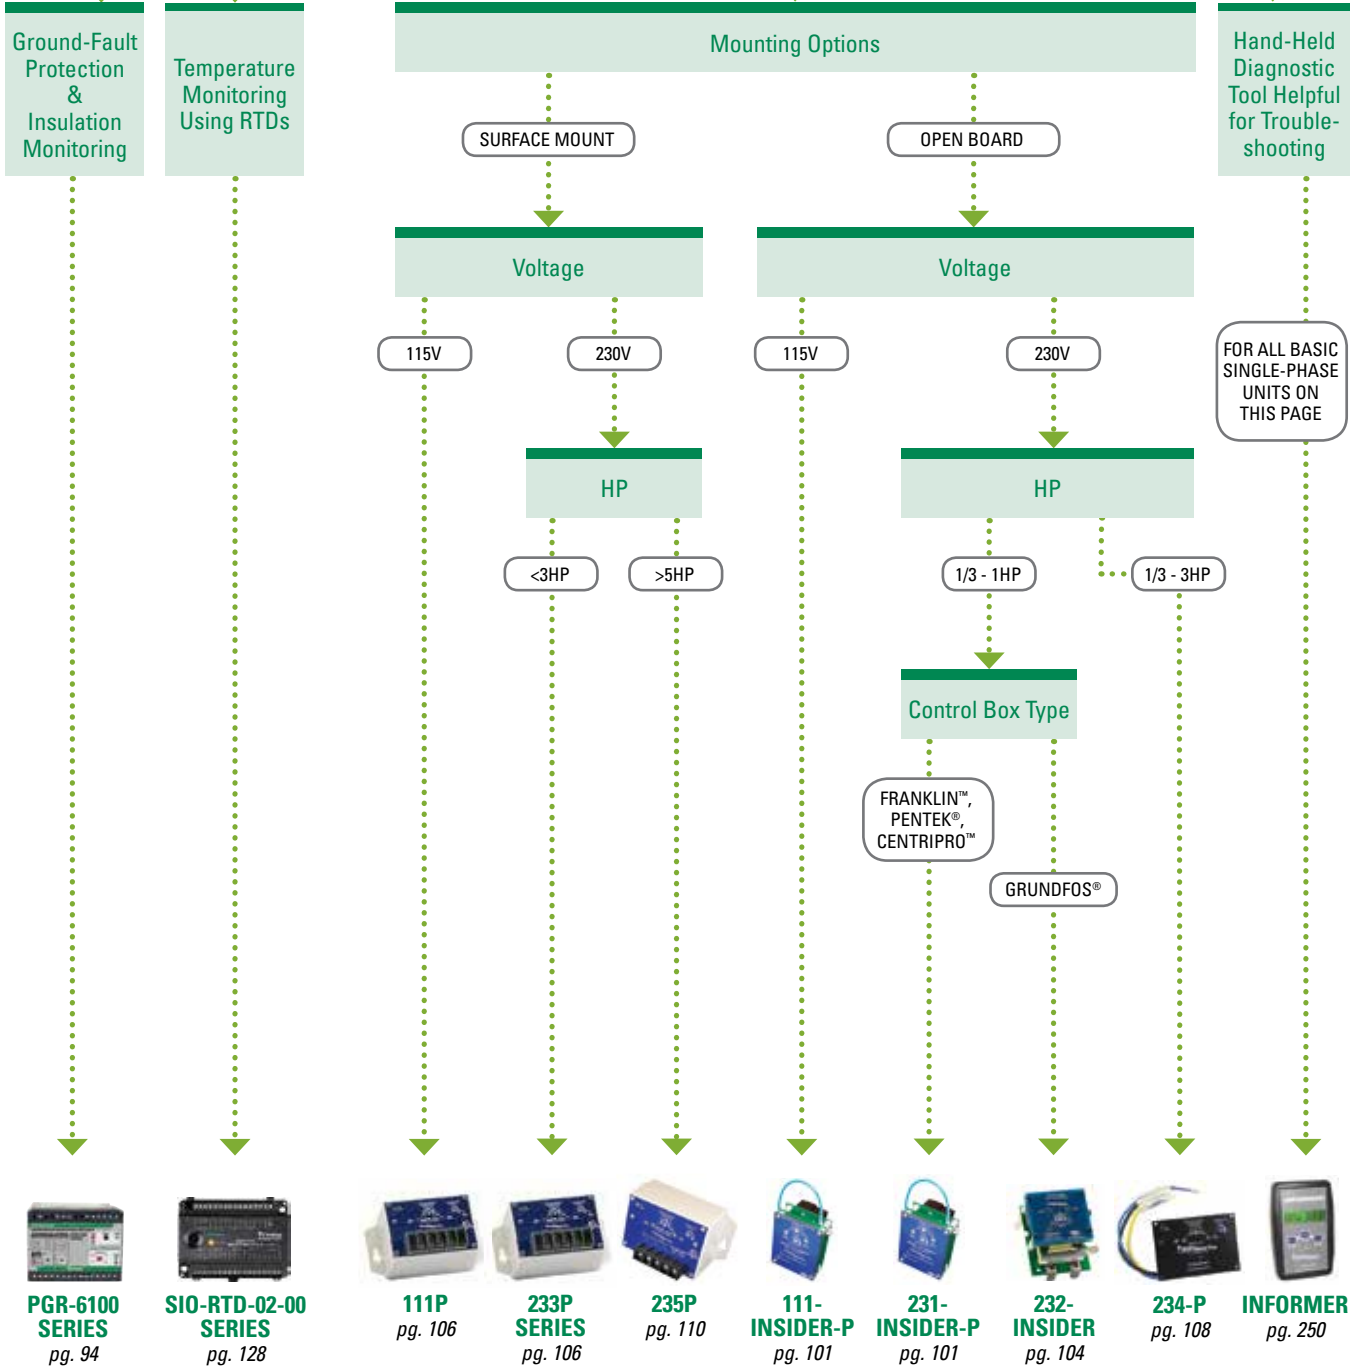 Ground-Fault
Protection
&
Insulation
Monitoring
Temperature
Monitoring
Using RTDs
Mounting Options
Hand-Held
Diagnostic
Tool Helpful
for Trouble-
shooting
SURFACE MOUNT
OPEN BOARD
Voltage
Voltage
115V
230V
115V
230V
FOR ALL BASIC
SINGLE-PHASE
UNITS ON
THIS PAGE
HP
HP
<3HP
>5HP
1/3 - 1HP
1/3 - 3HP
Control Box Type
FRANKLIN™,
PENTEK®,
CENTRIPRO™
GRUNDFOS®
PGR-6100
SERIES
pg. 94
SIO-RTD-02-00
SERIES
pg. 128
111P
pg. 106
233P
SERIES
pg. 106
235P
pg. 110
111-
INSIDER-P
pg. 101
231-
INSIDER-P
pg. 101
232-
INSIDER
pg. 104
234-P
pg. 108
INFORMER
pg. 250